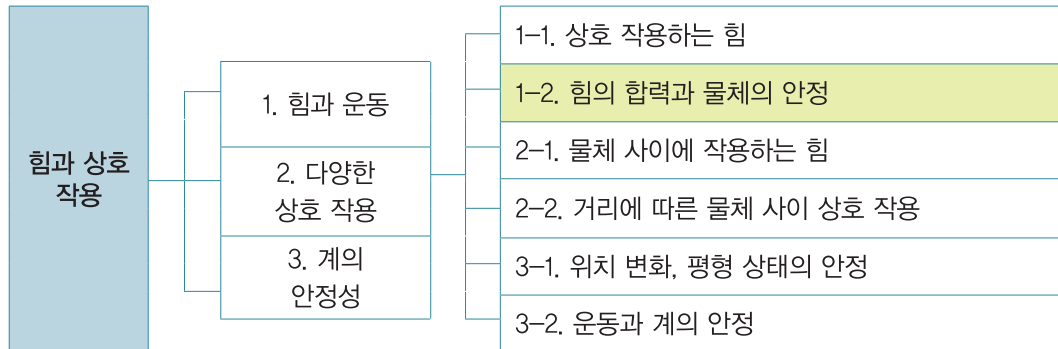 힘과 상호
작용
1. 힘과 운동
2. 다양한
상호 작용
3. 계의
안정성
1-1. 상호 작용하는 힘
1-2. 힘의 합력과 물체의 안정
2-1. 물체 사이에 작용하는 힘
2-2. 거리에 따른 물체 사이 상호 작용
3-1. 위치 변화, 평형 상태의 안정
3-2. 운동과 계의 안정